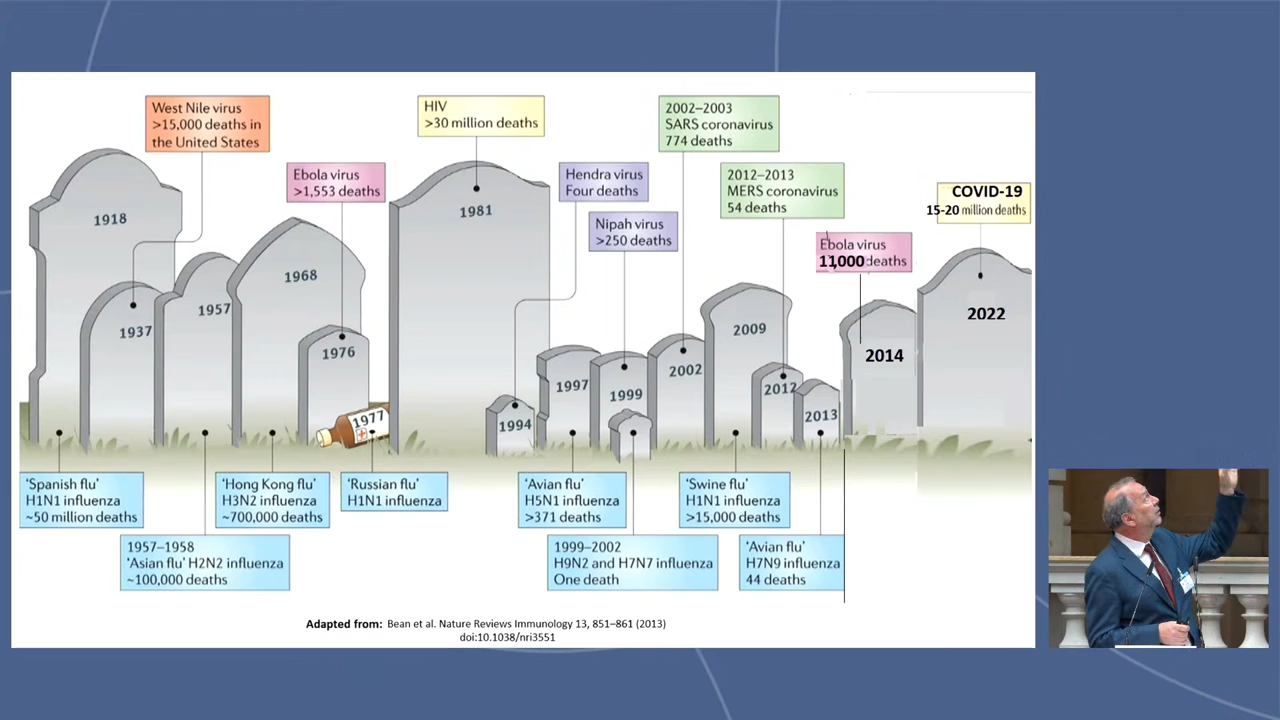 West Nile virus
>15,000 deaths in
the United States
HIV
>30 million deaths
2002–2003
SARS coronavirus
774 deaths
Ebola virus
>1,553 deaths
Hendra virus
Four deaths
2012–2013
MERS coronavirus
54 deaths
COVID-19
15-20 million deaths
Nipah virus
>250 deaths
Ebola virus
11,000 deaths
1918
1937
1957
1968
1976
1977
1981
1994
1997
1999
2002
2009
2012
2013
2014
2022
‘Spanish flu’
H1N1 influenza
~50 million deaths
1957–1958
‘Asian flu’ H2N2 influenza
~100,000 deaths
‘Hong Kong flu’
H3N2 influenza
~700,000 deaths
‘Russian flu’
H1N1 influenza
‘Avian flu’
H5N1 influenza
>371 deaths
1999–2002
H9N2 and H7N7 influenza
One death
‘Swine flu’
H1N1 influenza
>15,000 deaths
‘Avian flu’
H7N9 influenza
44 deaths
Adapted from: Bean et al. Nature Reviews Immunology 13, 851–861 (2013)
doi:10.1038/nri3551